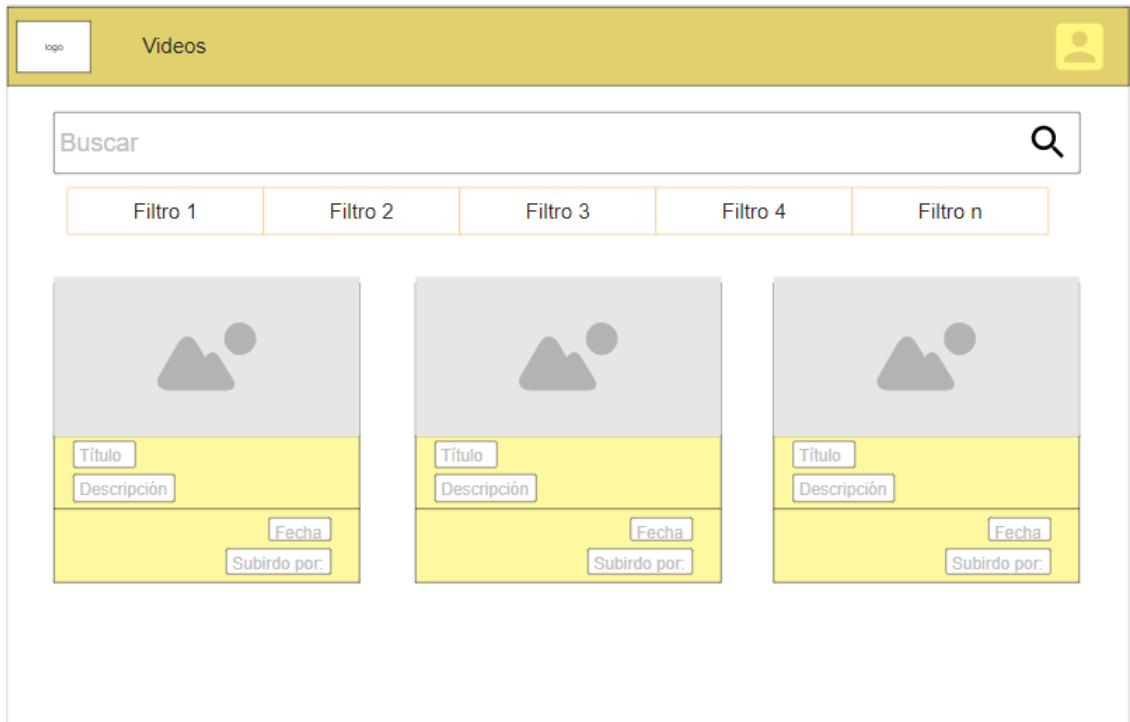 logo Videos
Buscar
Filtro 1 Filtro 2 Filtro 3 Filtro 4 Filtro n
Título
Descripción
Fecha
Subirdo por:
Título
Descripción
Fecha
Subirdo por:
Título
Descripción
Fecha
Subirdo por: